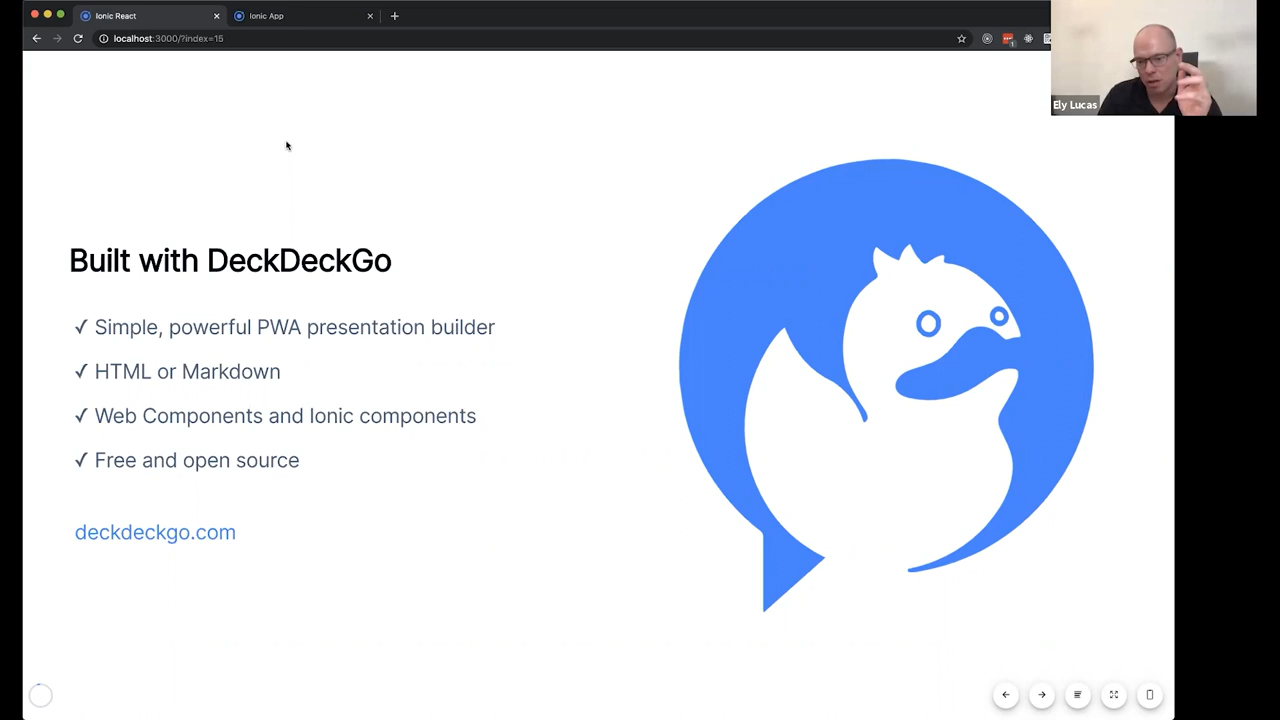 Ionic React
Ionic App
localhost:3000/?index=15
1
Ely Lucas
Built with DeckDeckGo
✓ Simple, powerful PWA presentation builder
✓ HTML or Markdown
✓ Web Components and Ionic components
✓ Free and open source
deckdeckgo.com